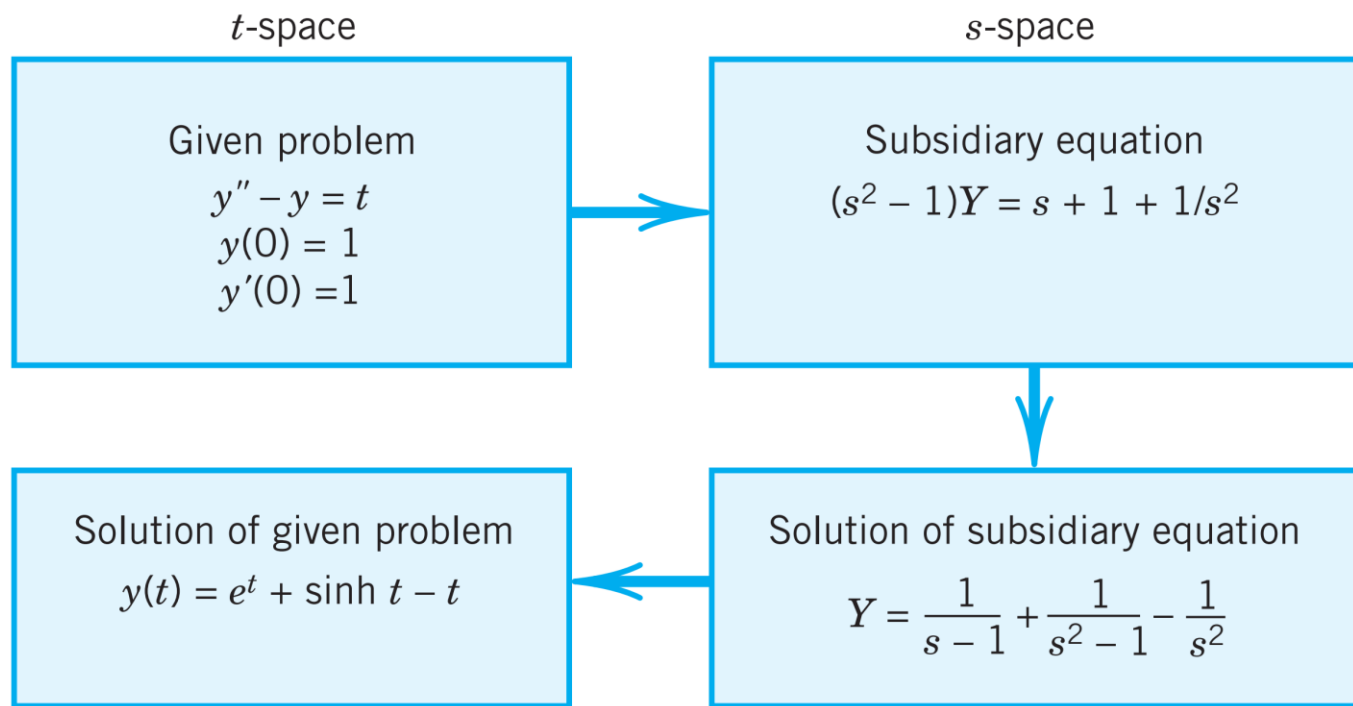 t-space
s-space
Given problem
y″ – y = t
y(0) = 1
y′(0) =1
Subsidiary equation
(s² – 1)Y = s + 1 + 1/s²
Solution of given problem
y(t) = eᵗ + sinh t – t
Solution of subsidiary equation
Y = 1/(s – 1) + 1/(s² – 1) – 1/s²